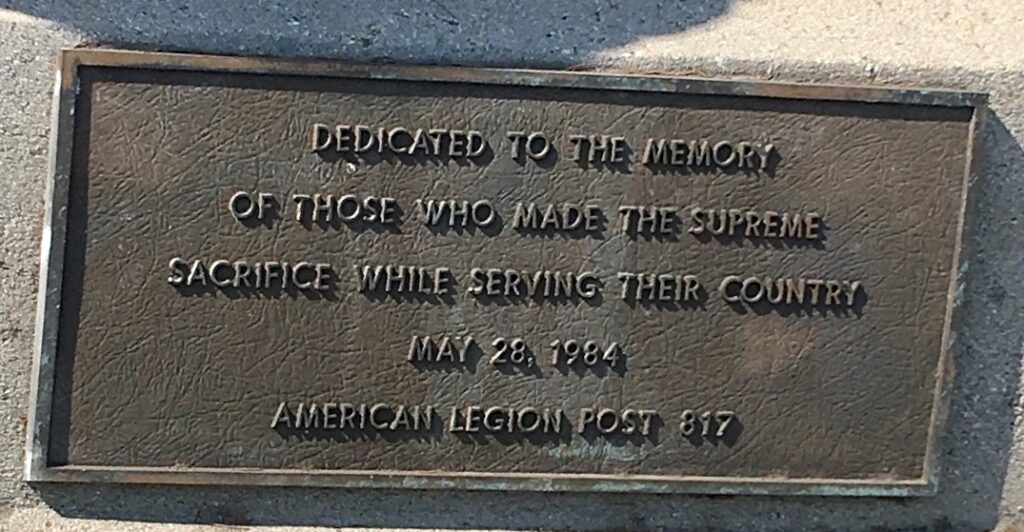 DEDICATED TO THE MEMORY
OF THOSE WHO MADE THE SUPREME
SACRIFICE WHILE SERVING THEIR COUNTRY
MAY 28, 1984
AMERICAN LEGION POST 817